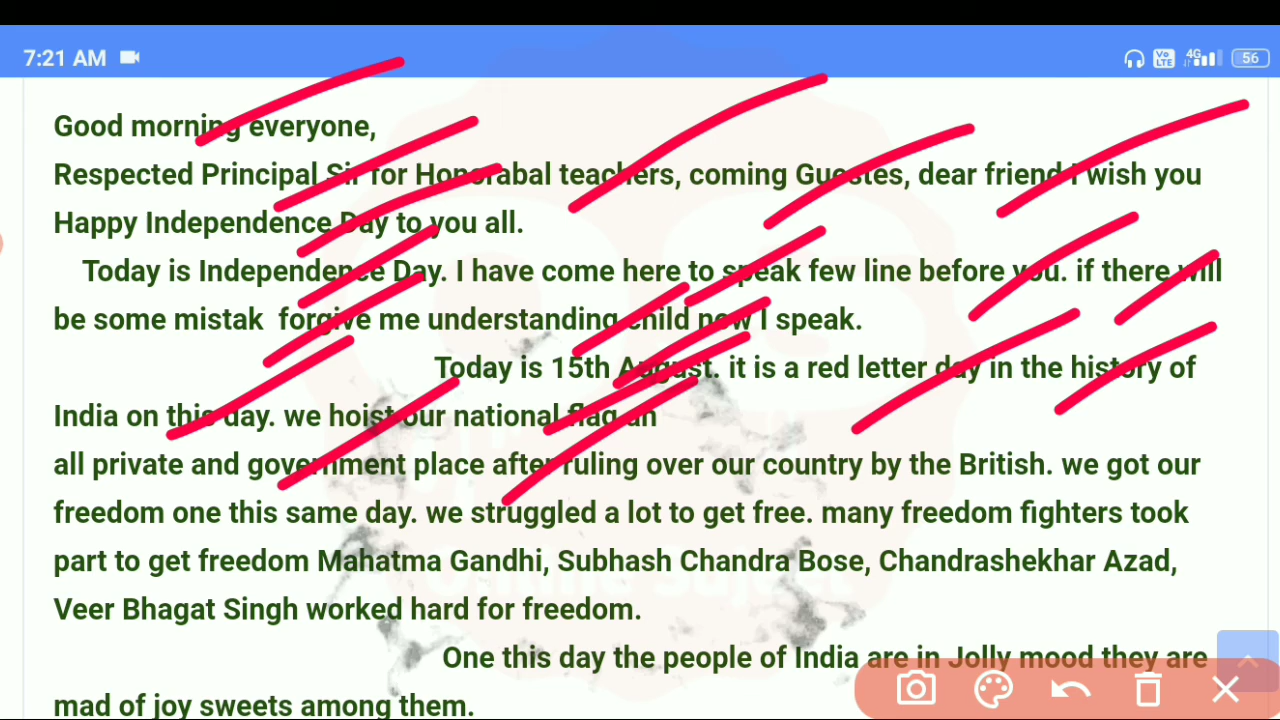 7:21 AM
Vo LTE 4G 56
Good morning everyone,
Respected Principal Sir for Honorabal teachers, coming Guestes, dear friend I wish you
Happy Independence Day to you all.
Today is Independence Day. I have come here to speak few line before you. if there will
be some mistak forgive me understanding child now I speak.
Today is 15th August. it is a red letter day in the history of
India on this day. we hoist our national flag an
all private and government place after ruling over our country by the British. we got our
freedom one this same day. we struggled a lot to get free. many freedom fighters took
part to get freedom Mahatma Gandhi, Subhash Chandra Bose, Chandrashekhar Azad,
Veer Bhagat Singh worked hard for freedom.
One this day the people of India are in Jolly mood they are
mad of joy sweets among them.